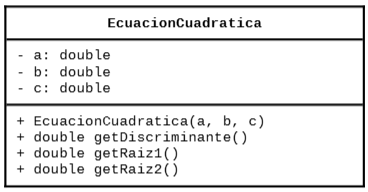 EcuacionCuadratica
- a: double
- b: double
- c: double
+ EcuacionCuadratica(a, b, c)
+ double getDiscriminante()
+ double getRaiz1()
+ double getRaiz2()